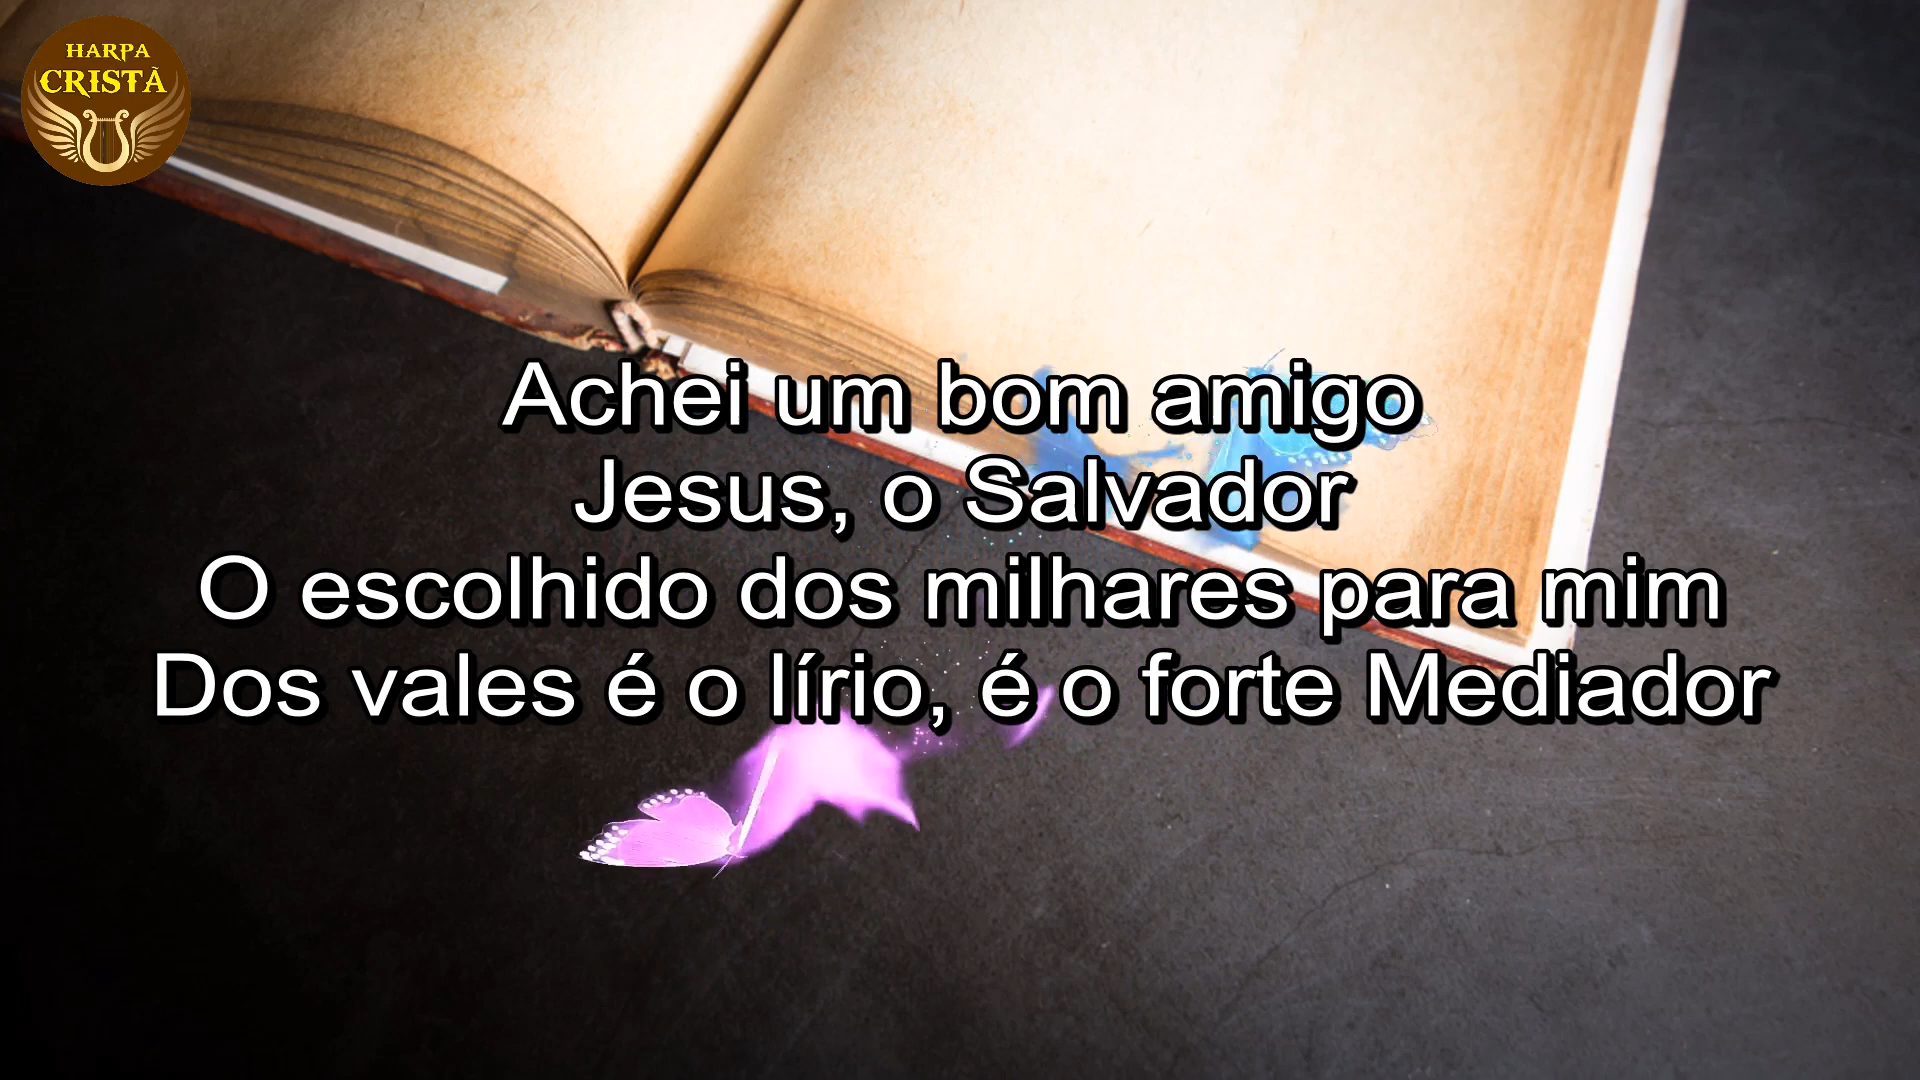 HARPA
CRISTÃ
Achei um bom amigo
Jesus, o Salvador
O escolhido dos milhares para mim
Dos vales é o lírio, é o forte Mediador